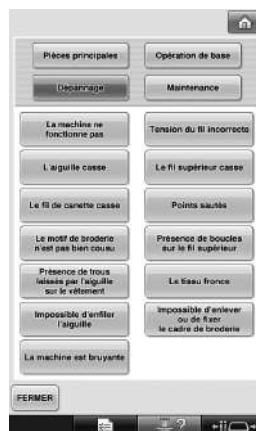 Pièces principales
Opération de base
Dépannage
Maintenance
La machine ne
fonctionne pas
Tension du fil incorrecte
L'aiguille casse
Le fil supérieur casse
Le fil de canette casse
Points sautés
Le motif de broderie
n'est pas bien cousu
Présence de boucles
sur le fil supérieur
Présence de trous
laissés par l'aiguille
sur le vêtement
Le tissu fronce
Impossible d'enfiler
l'aiguille
Impossible d'enlever
ou de fixer
le cadre de broderie
La machine est bruyante
FERMER
?